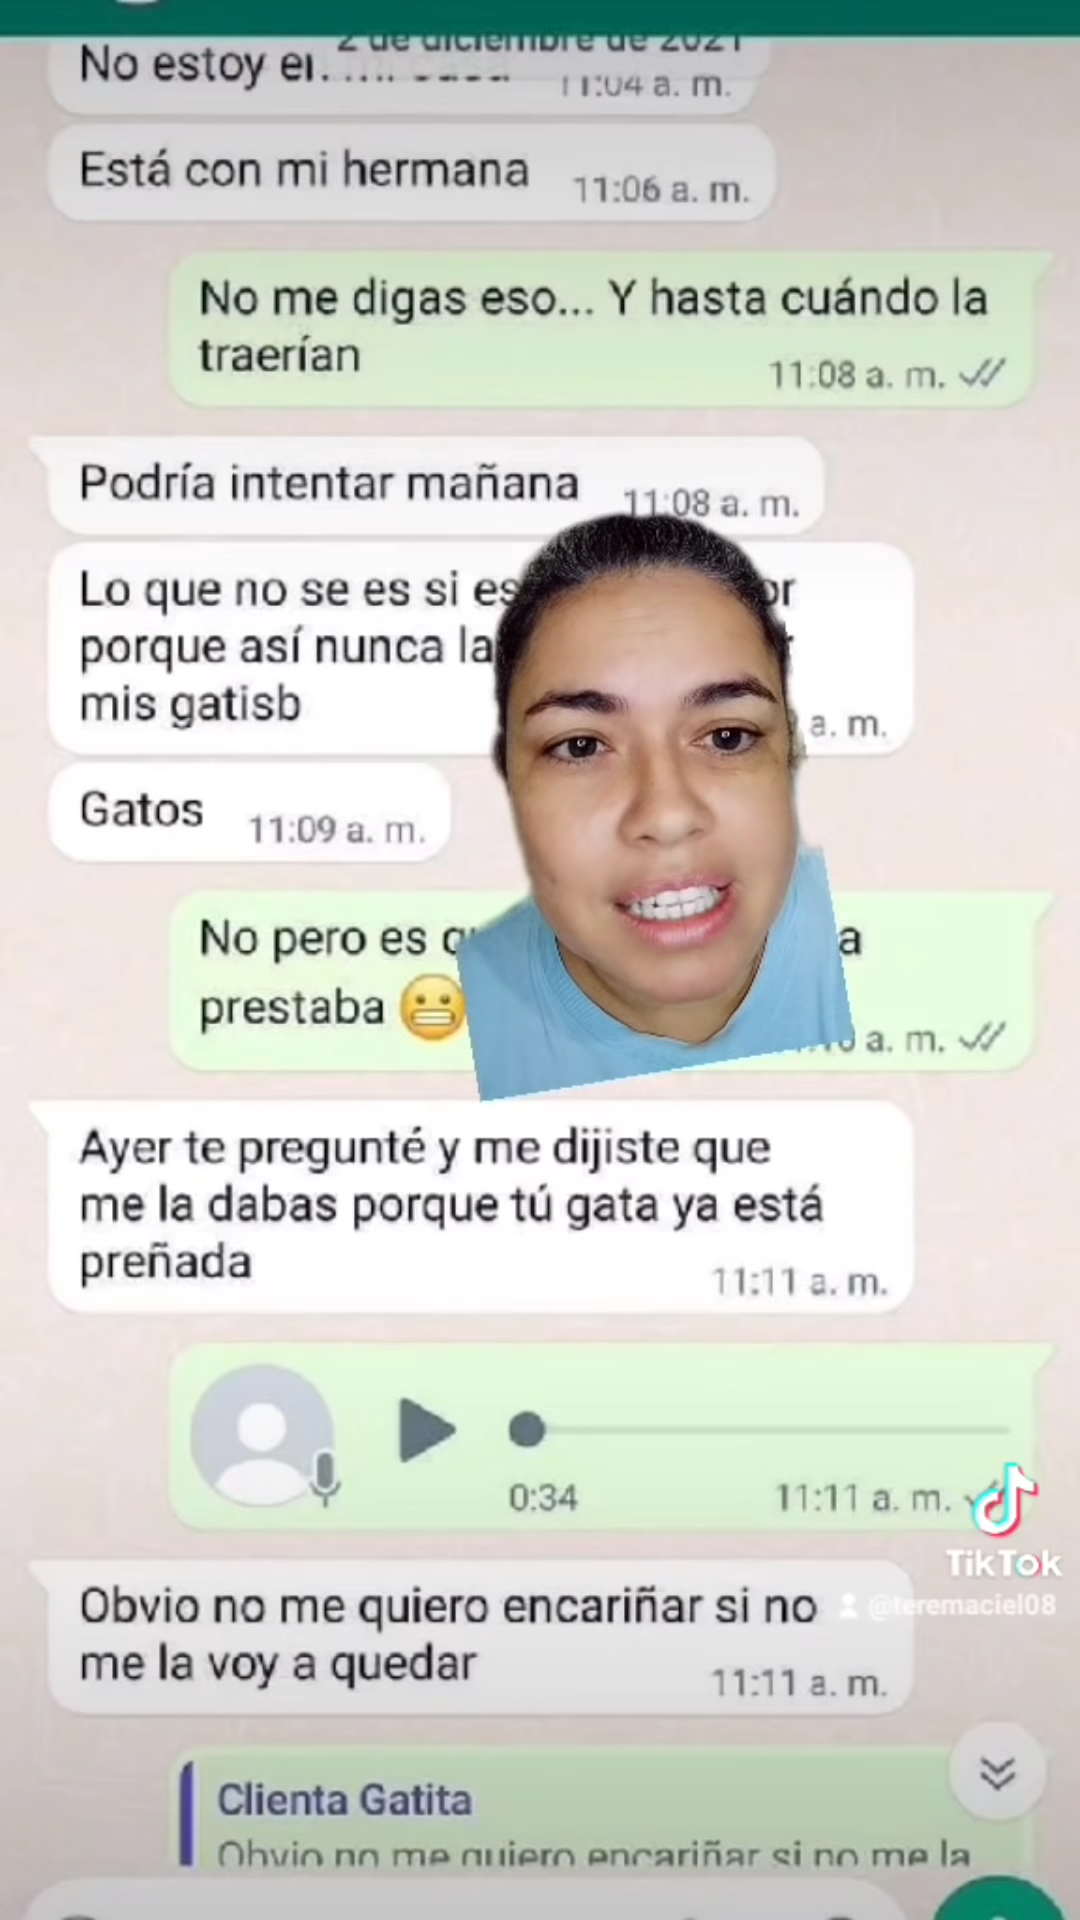 2 de diciembre de 2021
No estoy en mi casa
11:04 a. m.
Está con mi hermana 11:06 a. m.
No me digas eso... Y hasta cuándo la
traerían
11:08 a. m.
Podría intentar mañana 11:08 a. m.
Lo que no se es si es
porque así nunca la
mis gatisb
a. m.
Gatos 11:09 a. m.
No pero es a
prestaba 😬
a. m.
Ayer te pregunté y me dijiste que
me la dabas porque tú gata ya está
preñada
11:11 a. m.
0:34 11:11 a. m.
TikTok
@teremaciel08
Obvio no me quiero encariñar si no
me la voy a quedar
11:11 a. m.
Clienta Gatita
Obvio no me quiero encariñar si no me la